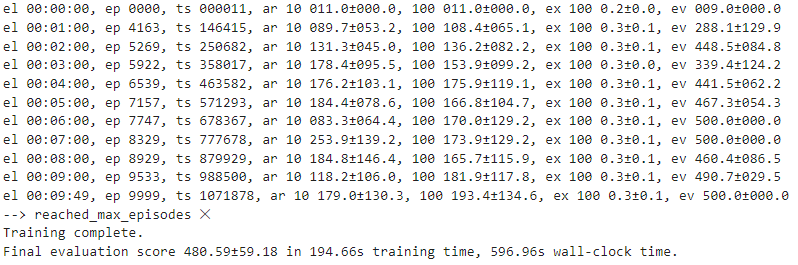 el 00:00:00, ep 0000, ts 000011, ar 10 011.0±000.0, 100 011.0±000.0, ex 100 0.2±0.0, ev 009.0±000.0
el 00:01:00, ep 4163, ts 146415, ar 10 089.7±053.2, 100 108.4±065.1, ex 100 0.3±0.1, ev 288.1±129.9
el 00:02:00, ep 5269, ts 250682, ar 10 131.3±045.0, 100 136.2±082.2, ex 100 0.3±0.1, ev 448.5±084.8
el 00:03:00, ep 5922, ts 358017, ar 10 178.4±095.5, 100 153.9±099.2, ex 100 0.3±0.0, ev 339.4±124.2
el 00:04:00, ep 6539, ts 463582, ar 10 176.2±103.1, 100 175.9±119.1, ex 100 0.3±0.1, ev 441.5±062.2
el 00:05:00, ep 7157, ts 571293, ar 10 184.4±078.6, 100 166.8±104.7, ex 100 0.3±0.1, ev 467.3±054.3
el 00:06:00, ep 7747, ts 678367, ar 10 083.3±064.4, 100 170.0±129.2, ex 100 0.3±0.1, ev 500.0±000.0
el 00:07:00, ep 8329, ts 777678, ar 10 253.9±139.2, 100 173.9±129.2, ex 100 0.3±0.1, ev 500.0±000.0
el 00:08:00, ep 8929, ts 879929, ar 10 184.8±146.4, 100 165.7±115.9, ex 100 0.3±0.1, ev 460.4±086.5
el 00:09:00, ep 9533, ts 988500, ar 10 118.2±106.0, 100 181.9±117.8, ex 100 0.3±0.1, ev 490.7±029.5
el 00:09:49, ep 9999, ts 1071878, ar 10 179.0±130.3, 100 193.4±134.6, ex 100 0.3±0.1, ev 500.0±000.0
--> reached_max_episodes ✕
Training complete.
Final evaluation score 480.59±59.18 in 194.66s training time, 596.96s wall-clock time.